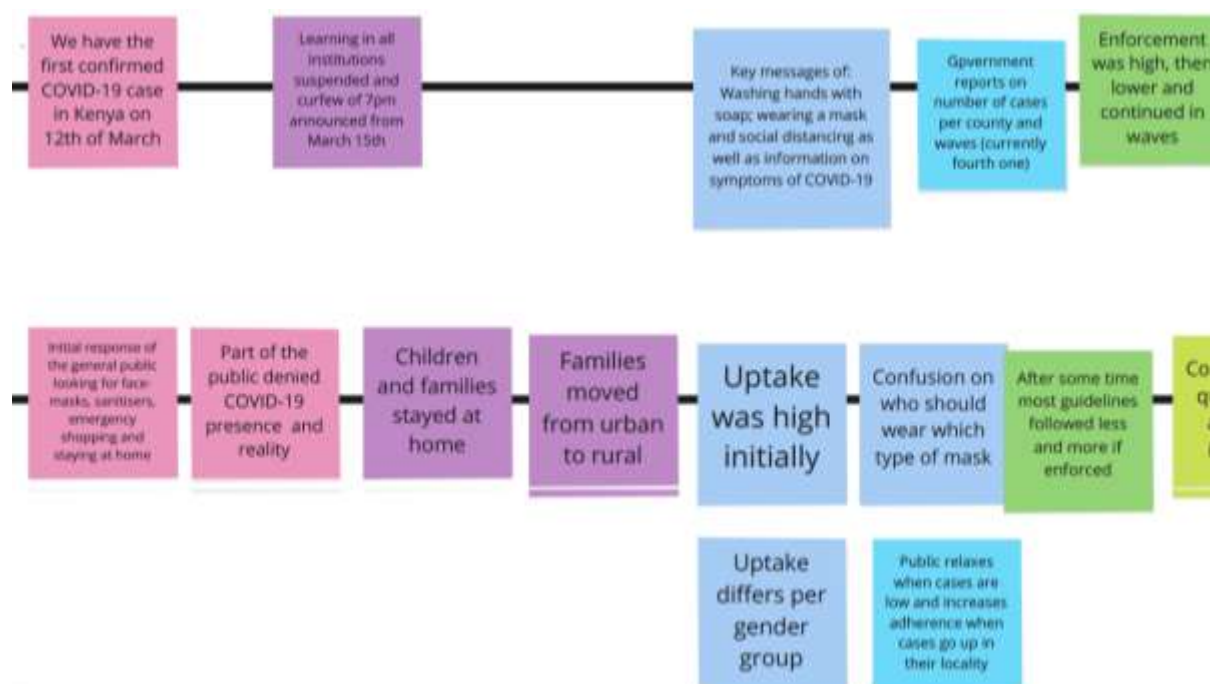 We have the
first confirmed
COVID-19 case
in Kenya on
12th of March
Learning in all
institutions
suspended and
curfew of 7pm
announced from
March 15th
Key messages of:
Washing hands with
soap; wearing a mask
and social distancing as
well as information on
symptoms of COVID-19
Gpvernment
reports on
number of cases
per county and
waves (currently
fourth one)
Enforcement
was high, then
lower and
continued in
waves
Initial response of
the general public
looking for face-
masks, sanitisers,
emergency
shopping and
staying at home
Part of the
public denied
COVID-19
presence and
reality
Children
and families
stayed at
home
Families
moved
from urban
to rural
Uptake
was high
initially
Confusion on
who should
wear which
type of mask
After some time
most guidelines
followed less
and more if
enforced
Co
q
Uptake
differs per
gender
group
Public relaxes
when cases are
low and increases
adherence when
cases go up in
their locality